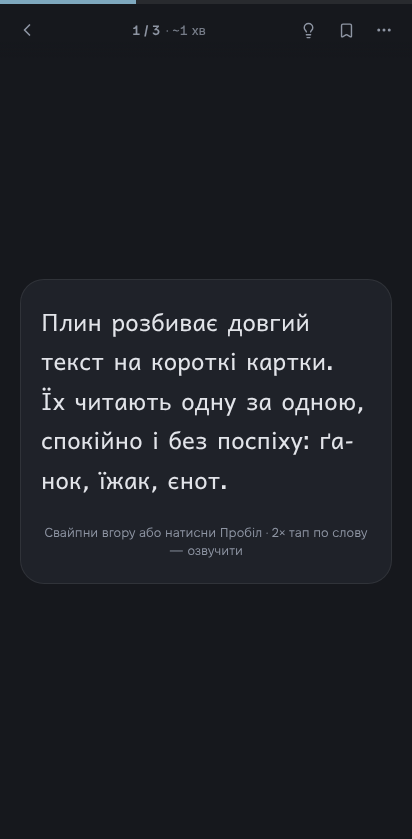 1 / 3 · ~1 хв
Плин розбиває довгий
текст на короткі картки.
Їх читають одну за одною,
спокійно і без поспіху: ґа-
нок, їжак, єнот.
Свайпни вгору або натисни Пробіл · 2× тап по слову
— озвучити